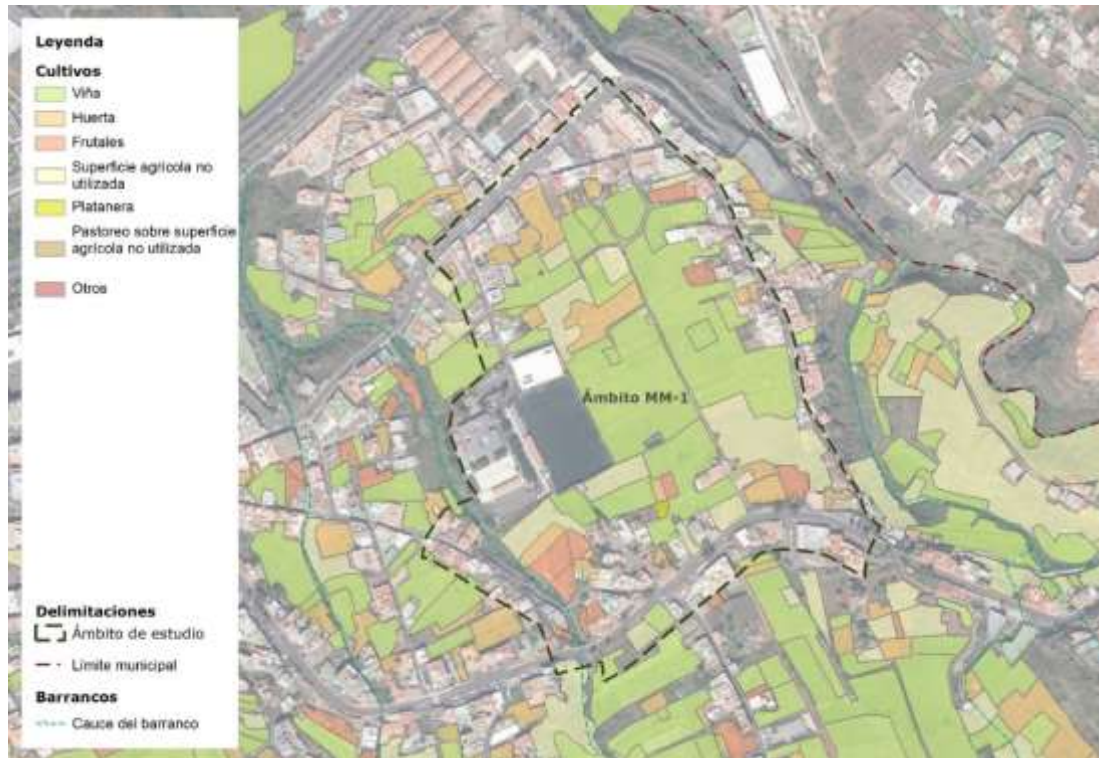 Leyenda
Cultivos
Viña
Huerta
Frutales
Superficie agrícola no
utilizada
Platanera
Pastoreo sobre superficie
agrícola no utilizada
Otros
Ámbito MM-1
Delimitaciones
Ámbito de estudio
Límite municipal
Barrancos
Cauce del barranco